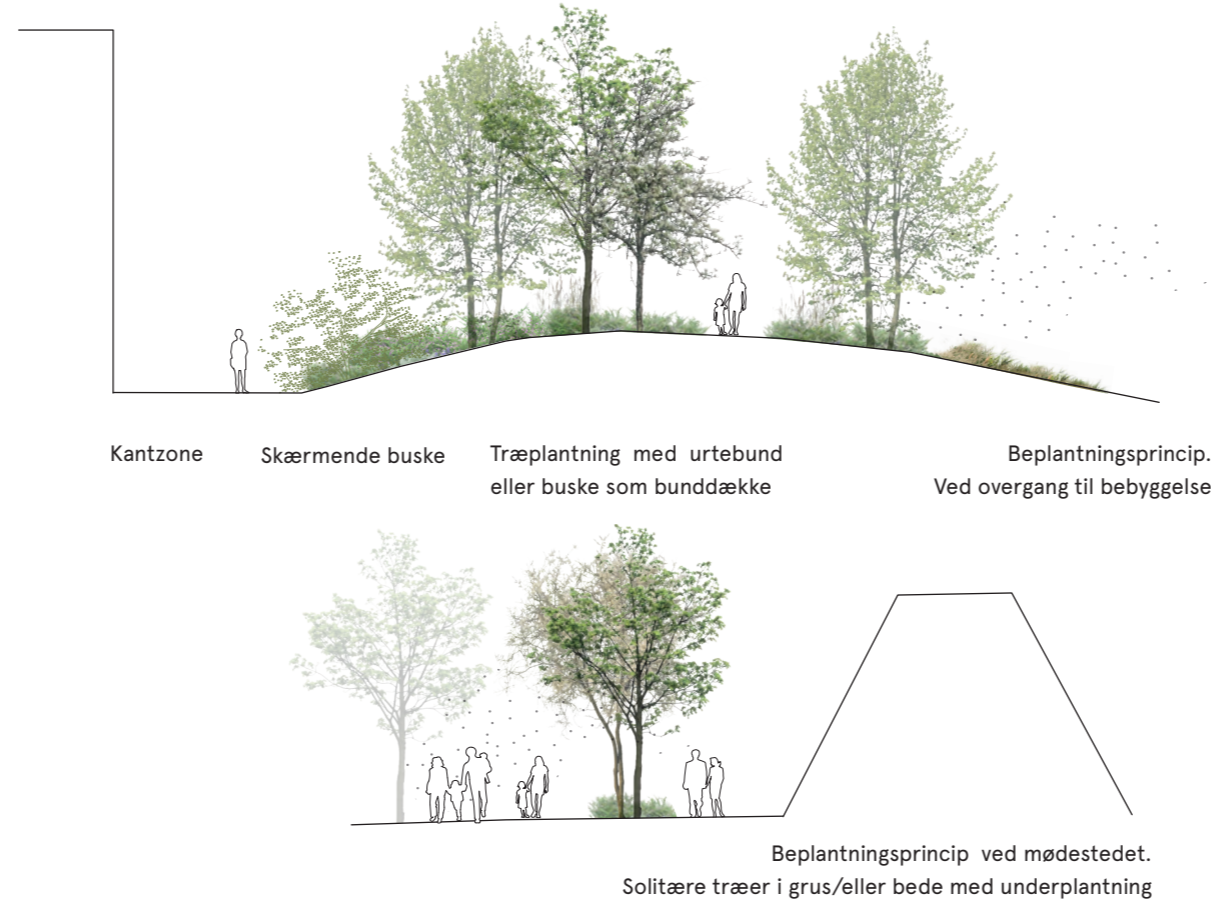 Kantzone
Skærmende buske
Træplantning med urtebund
eller buske som bunddække
Beplantningsprincip.
Ved overgang til bebyggelse
Beplantningsprincip ved mødestedet.
Solitære træer i grus/eller bede med underplantning